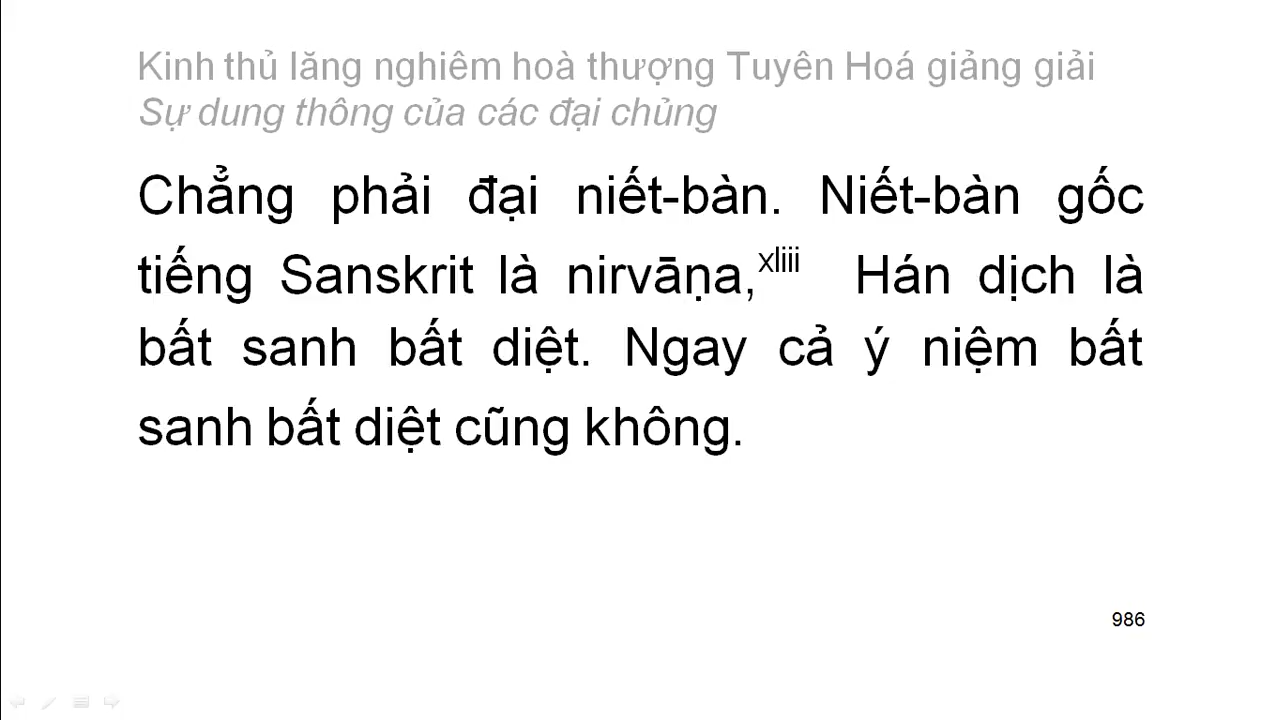 Kinh thủ lăng nghiêm hoà thượng Tuyên Hoá giảng giải
Sự dung thông của các đại chủng
Chẳng phải đại niết-bàn. Niết-bàn gốc
tiếng Sanskrit là nirvāṇa,xliii Hán dịch là
bất sanh bất diệt. Ngay cả ý niệm bất
sanh bất diệt cũng không.
986